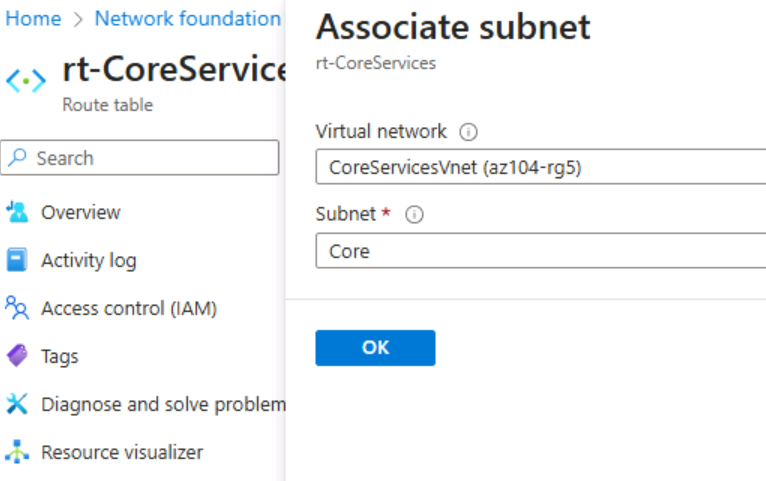 Home > Network foundation
rt-CoreService
Route table
Search
Overview
Activity log
Access control (IAM)
Tags
Diagnose and solve problem
Resource visualizer
Associate subnet
rt-CoreServices
Virtual network
CoreServicesVnet (az104-rg5)
Subnet *
Core
OK